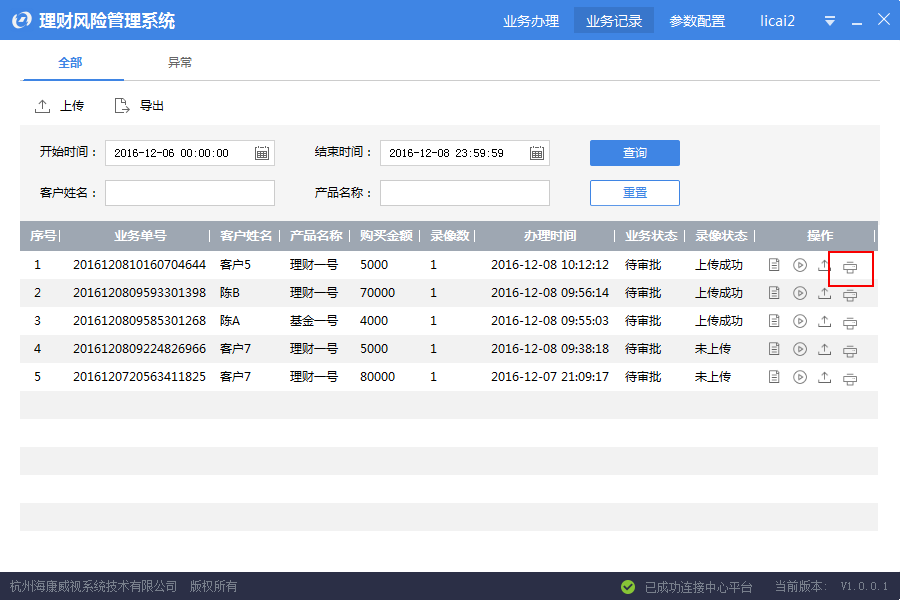 理财风险管理系统 业务办理 业务记录 参数配置 licai2
全部 异常
上传 导出
开始时间： 2016-12-06 00:00:00 结束时间： 2016-12-08 23:59:59 查询
客户姓名： 产品名称： 重置
序号 业务单号 客户姓名 产品名称 购买金额 录像数 办理时间 业务状态 录像状态 操作
1 2016120810160704644 客户5 理财一号 5000 1 2016-12-08 10:12:12 待审批 上传成功
2 2016120809593301398 陈B 理财一号 70000 1 2016-12-08 09:56:14 待审批 上传成功
3 2016120809585301268 陈A 基金一号 4000 1 2016-12-08 09:55:03 待审批 上传成功
4 2016120809224826966 客户7 理财一号 5000 1 2016-12-08 09:38:18 待审批 未上传
5 2016120720563411825 客户7 理财一号 80000 1 2016-12-07 21:09:17 待审批 未上传
杭州海康威视系统技术有限公司 版权所有 已成功连接中心平台 当前版本： V1.0.0.1